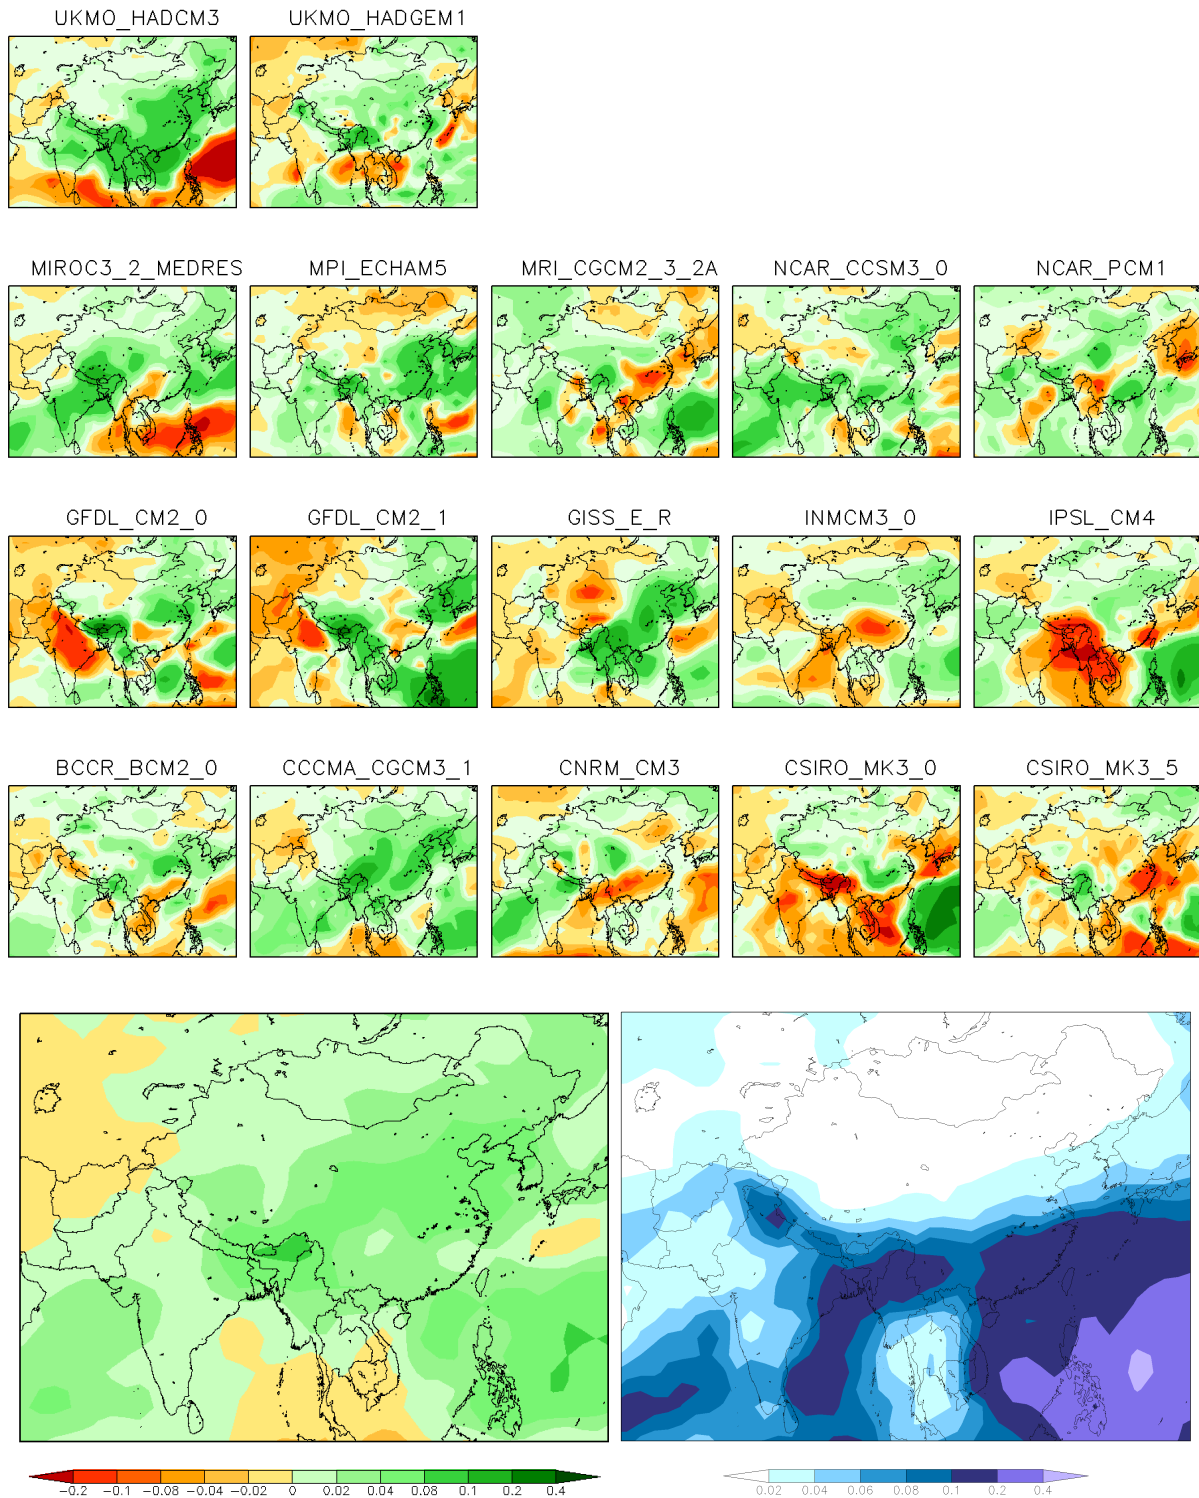 UKMO_HADCM3 UKMO_HADGEM1
MIROC3_2_MEDRES MPI_ECHAM5 MRI_CGCM2_3_2A NCAR_CCSM3_0 NCAR_PCM1
GFDL_CM2_0 GFDL_CM2_1 GISS_E_R INMCM3_0 IPSL_CM4
BCCR_BCM2_0 CCCMA_CGCM3_1 CNRM_CM3 CSIRO_MK3_0 CSIRO_MK3_5
-0.2 -0.1 -0.08 -0.04 -0.02 0 0.02 0.04 0.08 0.1 0.2 0.4
0.02 0.04 0.06 0.08 0.1 0.2 0.4